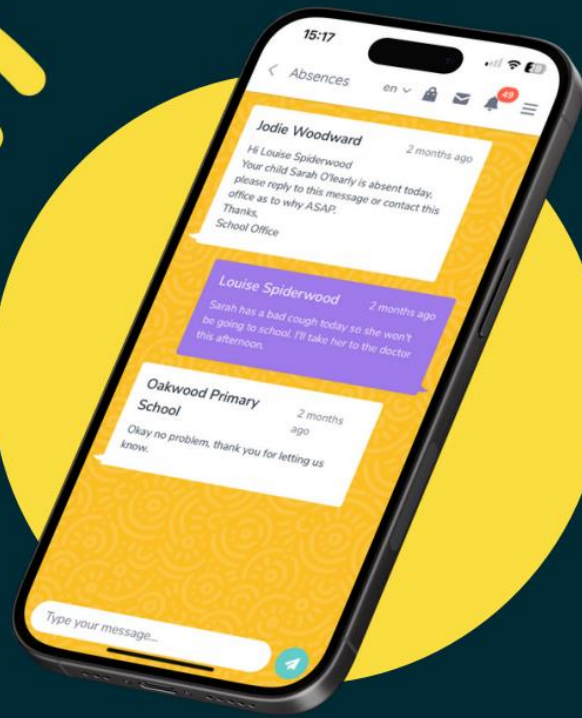 15:17
29
Absences
en
49
Jodie Woodward
2 months ago
Hi Louise Spiderwood
Your child Sarah O'learly is absent today,
please reply to this message or contact this
office as to why ASAP.
Thanks,
School Office
Louise Spiderwood
2 months ago
Sarah has a bad cough today so she won't
be going to school. I'll take her to the doctor
this afternoon.
Oakwood Primary
School
2 months
ago
Okay no problem, thank you for letting us
know.
Type your message...